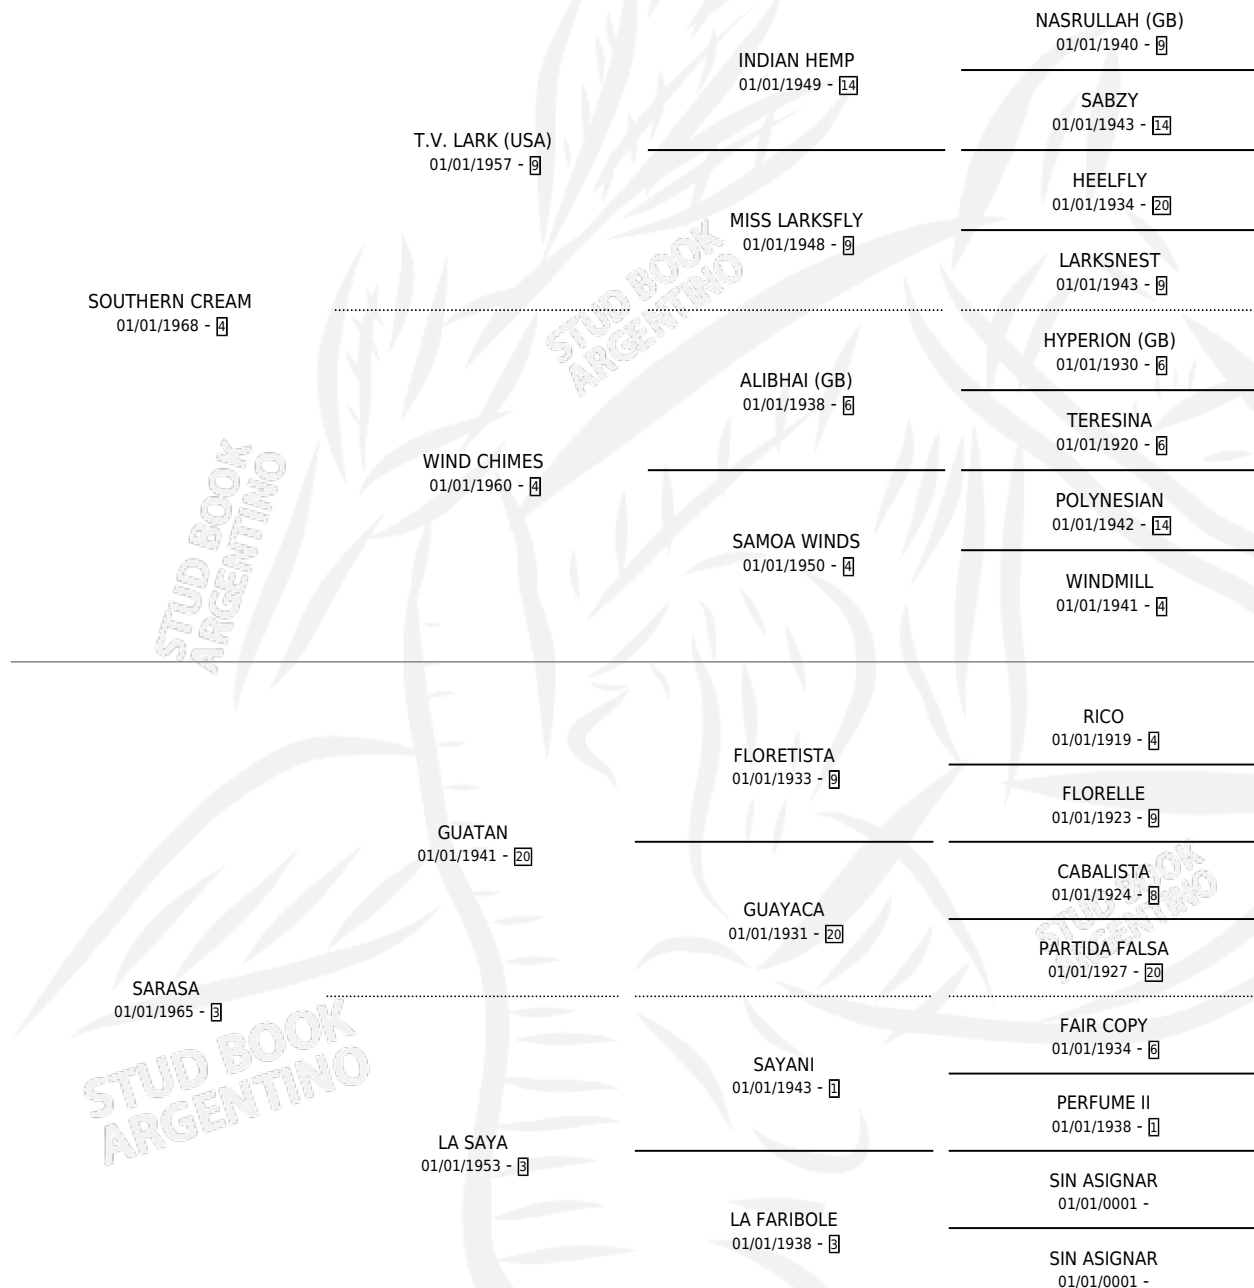 NASRULLAH (GB)
01/01/1940 - 9
INDIAN HEMP
01/01/1949 - 14
SABZY
01/01/1943 - 14
T.V. LARK (USA)
01/01/1957 - 9
HEELFLY
01/01/1934 - 20
MISS LARKSFLY
01/01/1948 - 9
LARKSNEST
01/01/1943 - 9
SOUTHERN CREAM
01/01/1968 - 4
HYPERION (GB)
01/01/1930 - 6
ALIBHAI (GB)
01/01/1938 - 6
TERESINA
01/01/1920 - 6
WIND CHIMES
01/01/1960 - 4
POLYNESIAN
01/01/1942 - 14
SAMOA WINDS
01/01/1950 - 4
WINDMILL
01/01/1941 - 4
RICO
01/01/1919 - 4
FLORETISTA
01/01/1933 - 9
FLORELLE
01/01/1923 - 9
GUATAN
01/01/1941 - 20
CABALISTA
01/01/1924 - 8
GUAYACA
01/01/1931 - 20
PARTIDA FALSA
01/01/1927 - 20
SARASA
01/01/1965 - 3
FAIR COPY
01/01/1934 - 6
SAYANI
01/01/1943 - 1
PERFUME II
01/01/1938 - 1
LA SAYA
01/01/1953 - 3
SIN ASIGNAR
01/01/0001 -
LA FARIBOLE
01/01/1938 - 3
SIN ASIGNAR
01/01/0001 -
STUD BOOK
ARGENTINO
STUD BOOK
ARGENTINO
STUD BOOK
ARGENTINO
STUD BOOK
ARGENTINO